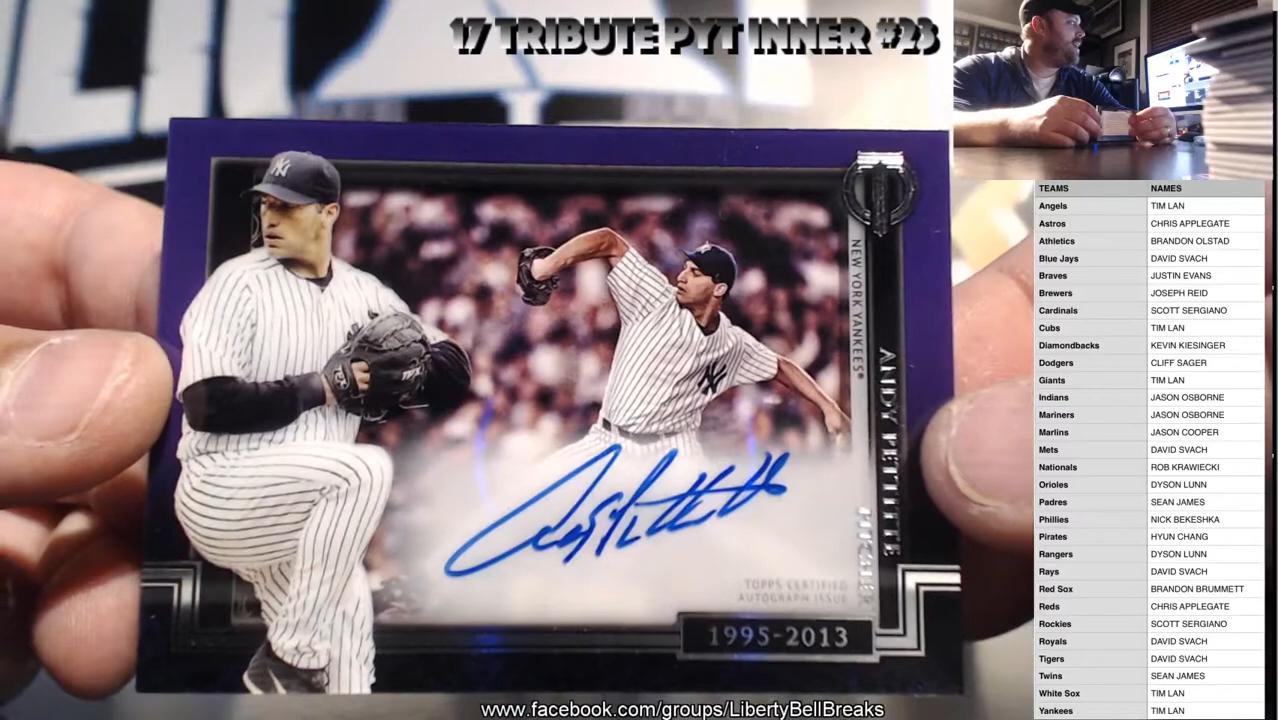 17 TRIBUTE PYT INNER #23
NEW YORK YANKEES®
ANDY PETTITTE
TOPPS CERTIFIED
AUTOGRAPH ISSUE
1995-2013
TEAMS NAMES
Angels TIM LAN
Astros CHRIS APPLEGATE
Athletics BRANDON OLSTAD
Blue Jays DAVID SVACH
Braves JUSTIN EVANS
Brewers JOSEPH REID
Cardinals SCOTT SERGIANO
Cubs TIM LAN
Diamondbacks KEVIN KIESINGER
Dodgers CLIFF SAGER
Giants TIM LAN
Indians JASON OSBORNE
Mariners JASON OSBORNE
Marlins JASON COOPER
Mets DAVID SVACH
Nationals ROB KRAWIECKI
Orioles DYSON LUNN
Padres SEAN JAMES
Phillies NICK BEKESHKA
Pirates HYUN CHANG
Rangers DYSON LUNN
Rays DAVID SVACH
Red Sox BRANDON BRUMMETT
Reds CHRIS APPLEGATE
Rockies SCOTT SERGIANO
Royals DAVID SVACH
Tigers DAVID SVACH
Twins SEAN JAMES
White Sox TIM LAN
Yankees TIM LAN
www.facebook.com/groups/LibertyBellBreaks